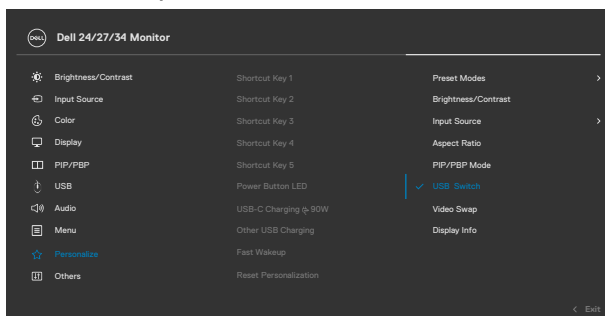 DELL Dell 24/27/34 Monitor
Brightness/Contrast Shortcut Key 1 Preset Modes >
Input Source Shortcut Key 2 Brightness/Contrast
Color Shortcut Key 3 Input Source >
Display Shortcut Key 4 Aspect Ratio
PIP/PBP Shortcut Key 5 PIP/PBP Mode
USB Power Button LED ✓ USB Switch
Audio USB-C Charging 90W Video Swap
Menu Other USB Charging Display Info
Personalize Fast Wakeup
Others Reset Personalization
< Exit